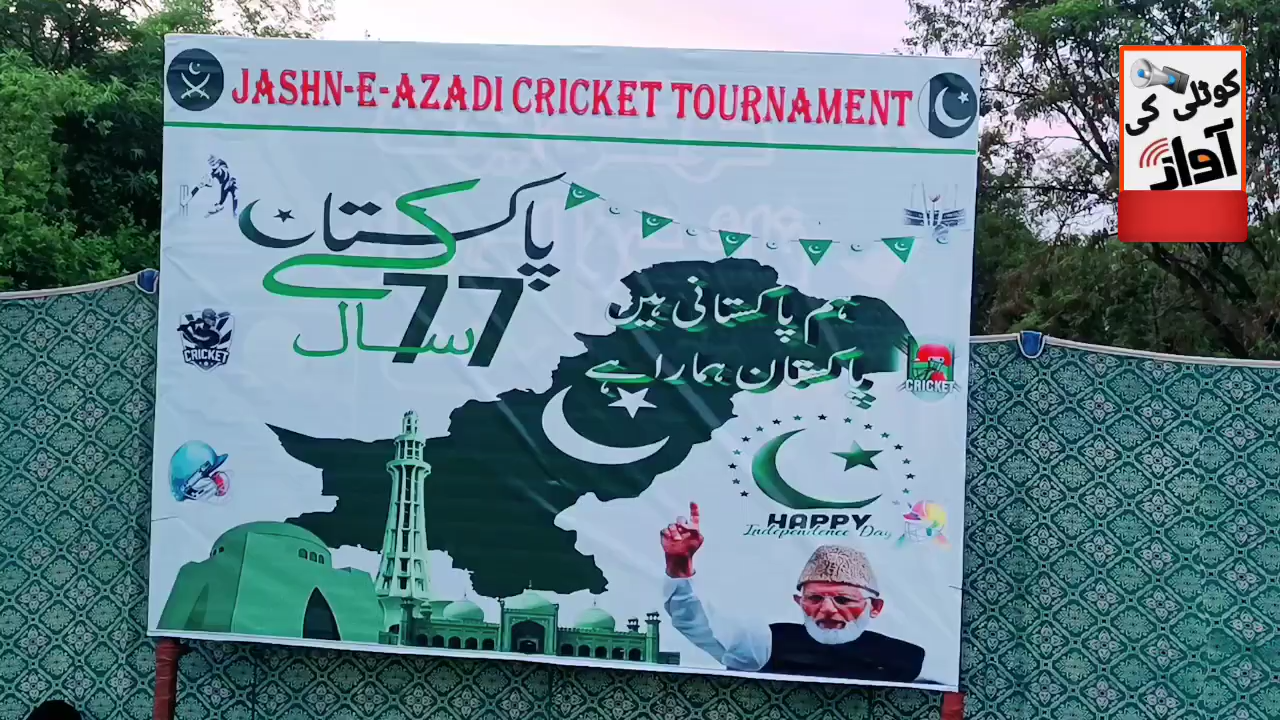 JASHN-E-AZADI CRICKET TOURNAMENT
کوٹلی کی
آواز
پاکستان
کے
77
سال
ہم پاکستانی ہیں
پاکستان ہمارا ہے
CRICKET
CRICKET
HAPPY
Independence Day